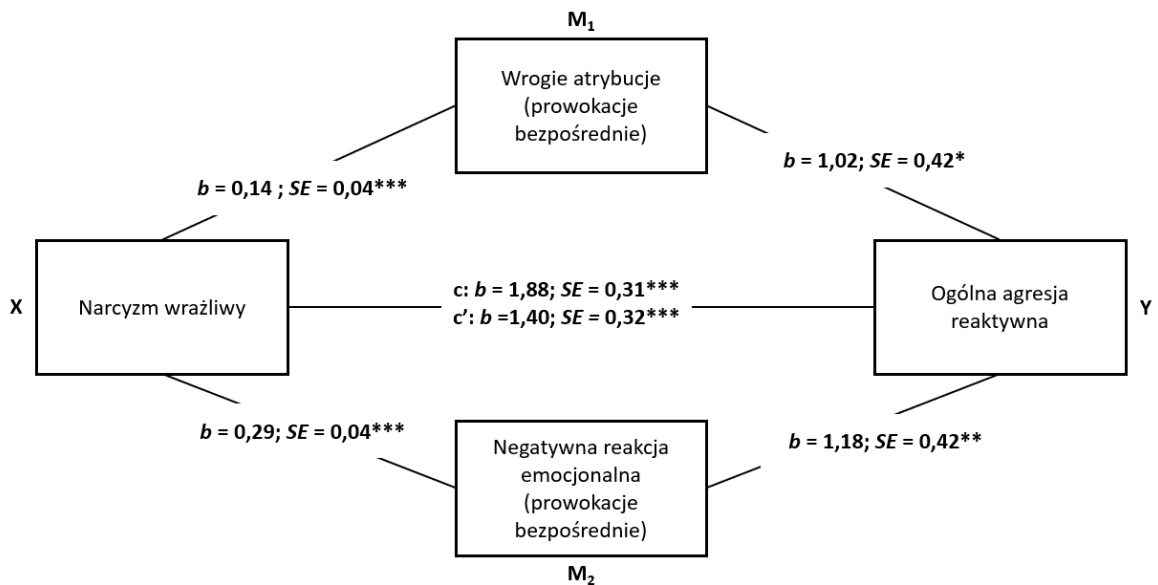 M₁
Wrogie atrybucje
(prowokacje
bezpośrednie)
b = 1,02; SE = 0,42*
b = 0,14 ; SE = 0,04***
X
Narcyzm wrażliwy
c: b = 1,88; SE = 0,31***
c’: b =1,40; SE = 0,32***
Ogólna agresja
reaktywna
Y
b = 0,29; SE = 0,04***
b = 1,18; SE = 0,42**
Negatywna reakcja
emocjonalna
(prowokacje
bezpośrednie)
M₂